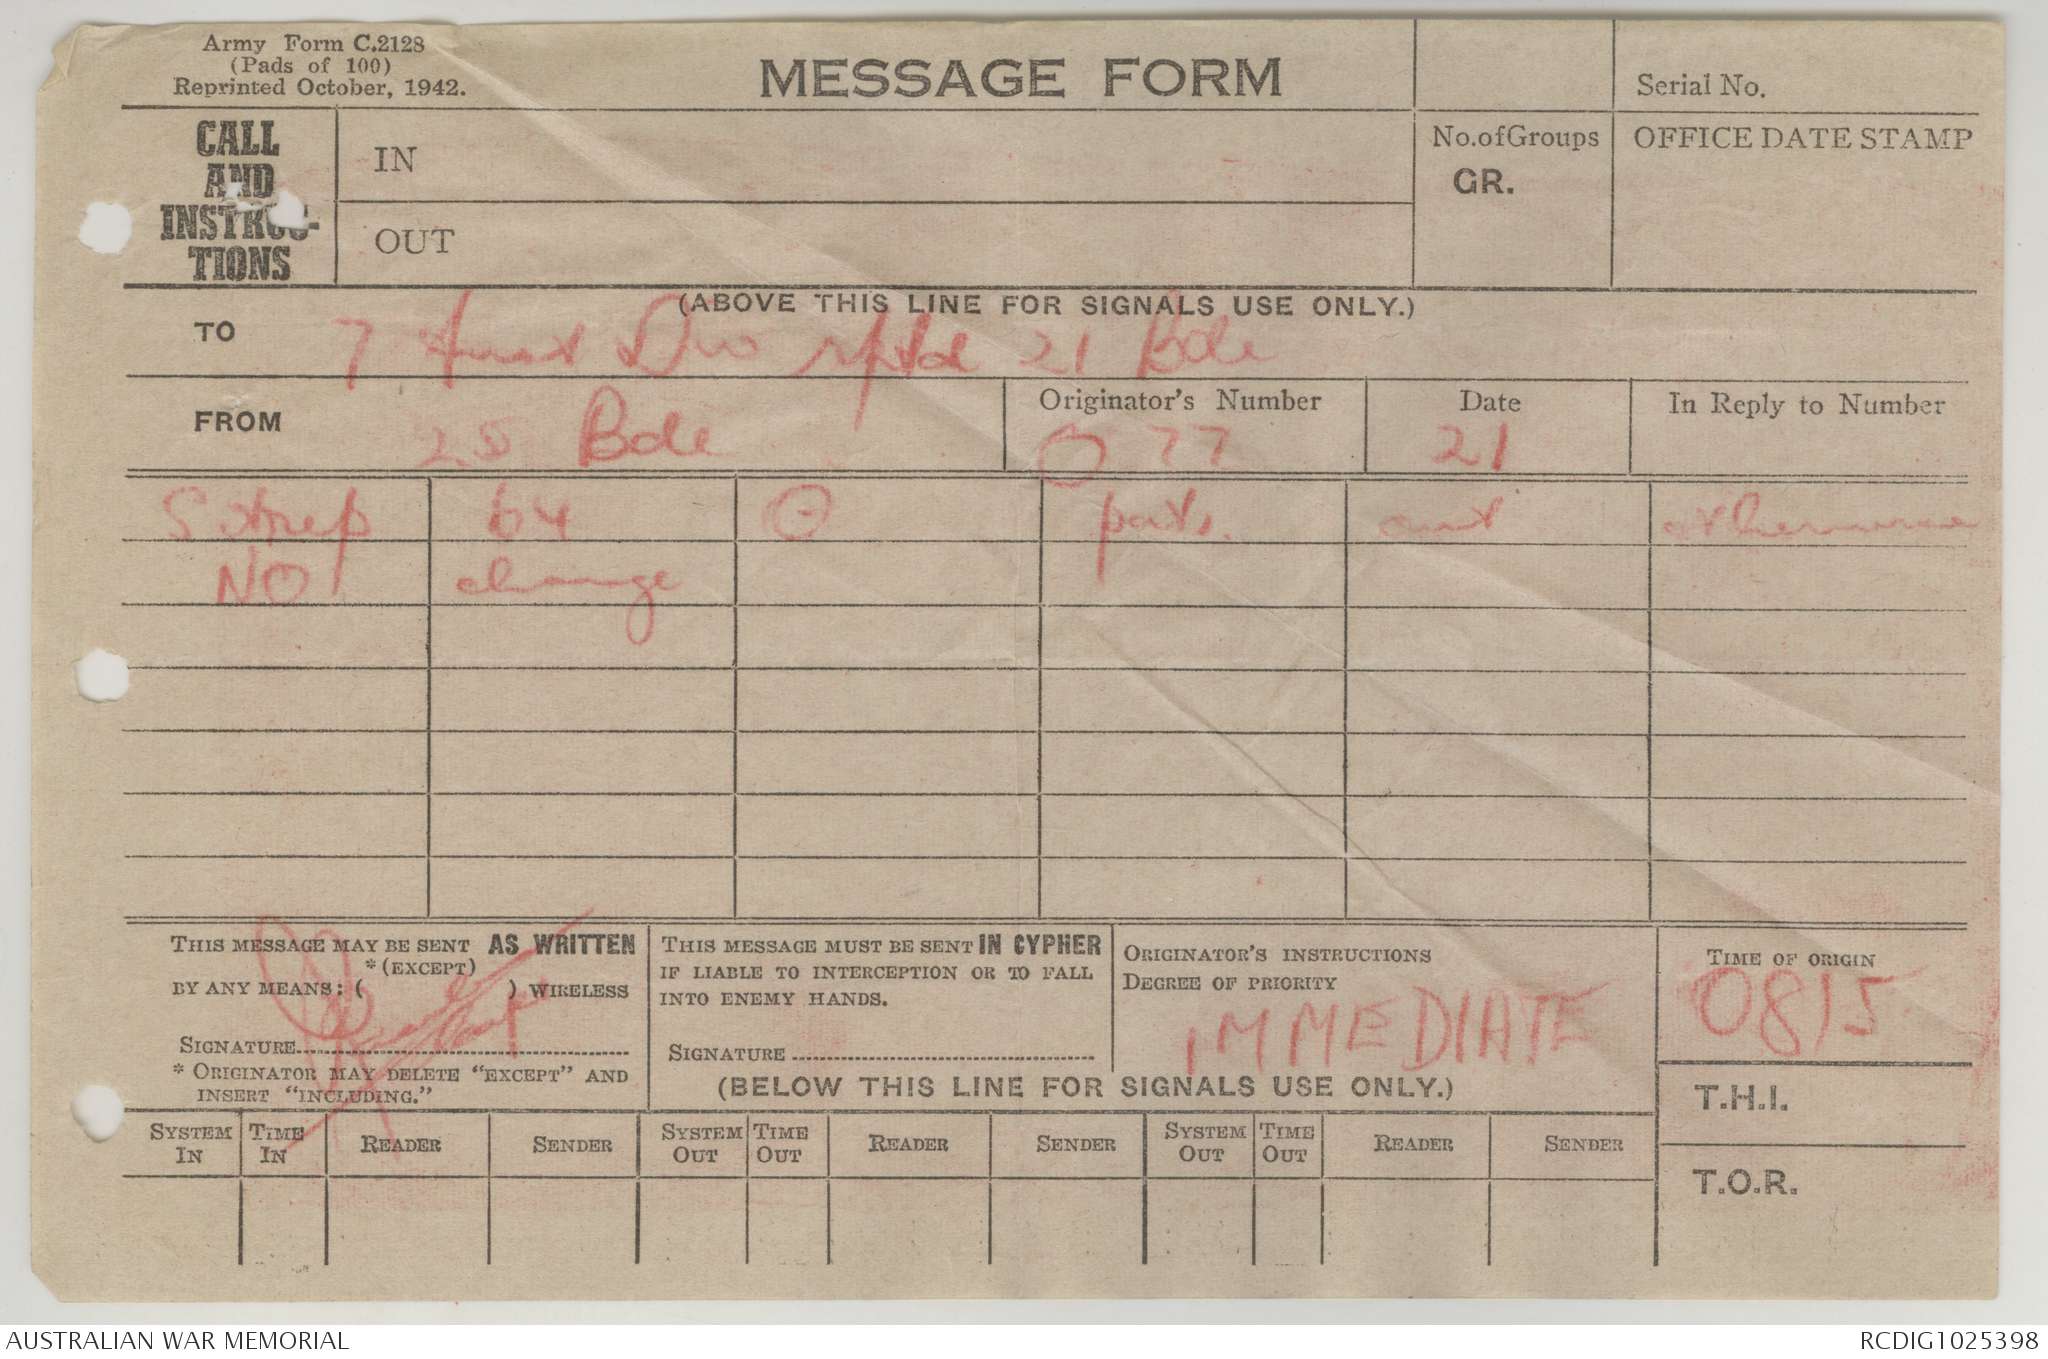 Army Form C.2128
(Pads of 100)
Reprinted October, 1942.
MESSAGE FORM
Serial No.
CALL AND INSTRUC-TIONS
IN
OUT
No. of Groups
GR.
OFFICE DATE STAMP
(ABOVE THIS LINE FOR SIGNALS USE ONLY.)
TO 7 Aust Div rptd 21 Bde
FROM 25 Bde
Originator's Number O 77
Date 21
In Reply to Number
Sitrep 64 ⊙ pats. out otherwise
NO change
THIS MESSAGE MAY BE SENT AS WRITTEN
*(EXCEPT)
BY ANY MEANS: ( ) WIRELESS
SIGNATURE
* ORIGINATOR MAY DELETE "EXCEPT" AND
INSERT "INCLUDING."
THIS MESSAGE MUST BE SENT IN CYPHER
IF LIABLE TO INTERCEPTION OR TO FALL
INTO ENEMY HANDS.
SIGNATURE
ORIGINATOR'S INSTRUCTIONS
DEGREE OF PRIORITY
IMMEDIATE
TIME OF ORIGIN
0815
(BELOW THIS LINE FOR SIGNALS USE ONLY.)
T.H.I.
T.O.R.
SYSTEM IN TIME IN READER SENDER SYSTEM OUT TIME OUT READER SENDER SYSTEM OUT TIME OUT READER SENDER
AUSTRALIAN WAR MEMORIAL
RCDIG1025398